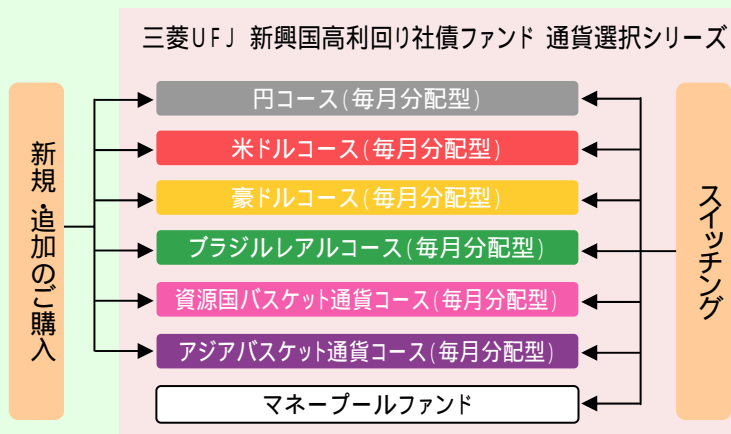 三菱UFJ 新興国高利回り社債ファンド 通貨選択シリーズ
新規・追加のご購入
円コース(毎月分配型)
米ドルコース(毎月分配型)
豪ドルコース(毎月分配型)
ブラジルレアルコース(毎月分配型)
資源国バスケット通貨コース(毎月分配型)
アジアバスケット通貨コース(毎月分配型)
マネープールファンド
スイッチング